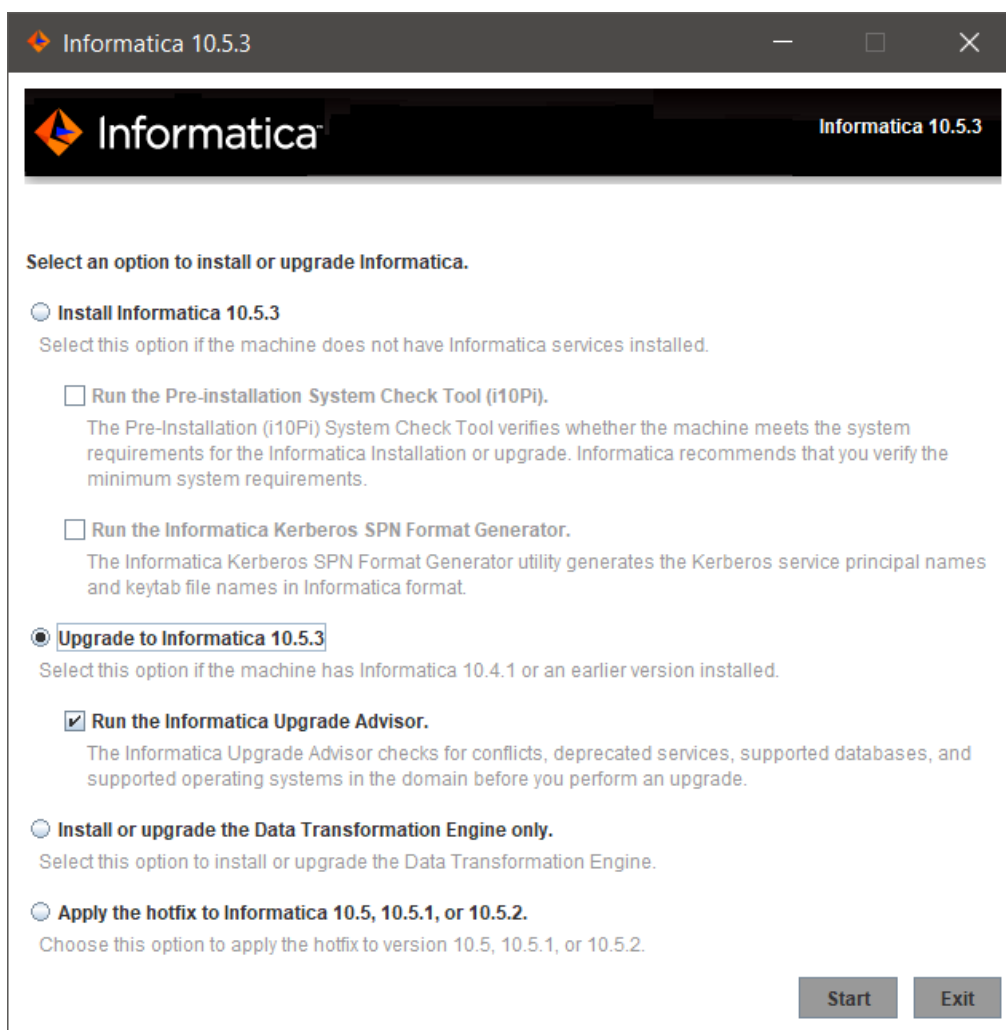 Informatica 10.5.3
Informatica
Informatica 10.5.3
Select an option to install or upgrade Informatica.
Install Informatica 10.5.3
Select this option if the machine does not have Informatica services installed.
Run the Pre-installation System Check Tool (i10Pi).
The Pre-Installation (i10Pi) System Check Tool verifies whether the machine meets the system
requirements for the Informatica Installation or upgrade. Informatica recommends that you verify the
minimum system requirements.
Run the Informatica Kerberos SPN Format Generator.
The Informatica Kerberos SPN Format Generator utility generates the Kerberos service principal names
and keytab file names in Informatica format.
Upgrade to Informatica 10.5.3
Select this option if the machine has Informatica 10.4.1 or an earlier version installed.
Run the Informatica Upgrade Advisor.
The Informatica Upgrade Advisor checks for conflicts, deprecated services, supported databases, and
supported operating systems in the domain before you perform an upgrade.
Install or upgrade the Data Transformation Engine only.
Select this option to install or upgrade the Data Transformation Engine.
Apply the hotfix to Informatica 10.5, 10.5.1, or 10.5.2.
Choose this option to apply the hotfix to version 10.5, 10.5.1, or 10.5.2.
Start Exit